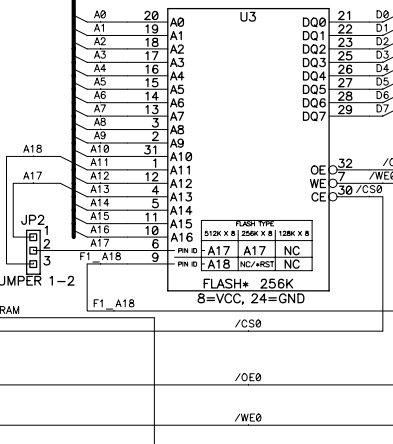 U3
A0 20 A0 DQ0 21 D0
A1 19 A1 DQ1 22 D1
A2 18 A2 DQ2 23 D2
A3 17 A3 DQ3 25 D3
A4 16 A4 DQ4 26 D4
A5 15 A5 DQ5 27 D5
A6 14 A6 DQ6 28 D6
A7 13 A7 DQ7 29 D7
A8 3 A8
A9 2 A9
A10 31 A10
A18 A11 1 A11 OE 32
A17 A12 12 A12 WE 7 /WE0
A13 4 A13 CE 30 /CS0
A14 5 A14
JP2 A15 11 A15
1 A16 10 A16
FLASH TYPE
512K X 8 256K X 8 128K X 8
2 A17 6 PIN ID A17 A17 NC
3 F1_A18 9 PIN ID A18 NC/*RST NC
UMPER 1-2
FLASH* 256K
8=VCC, 24=GND
F1_A18
RAM
/CS0
/OE0
/WE0